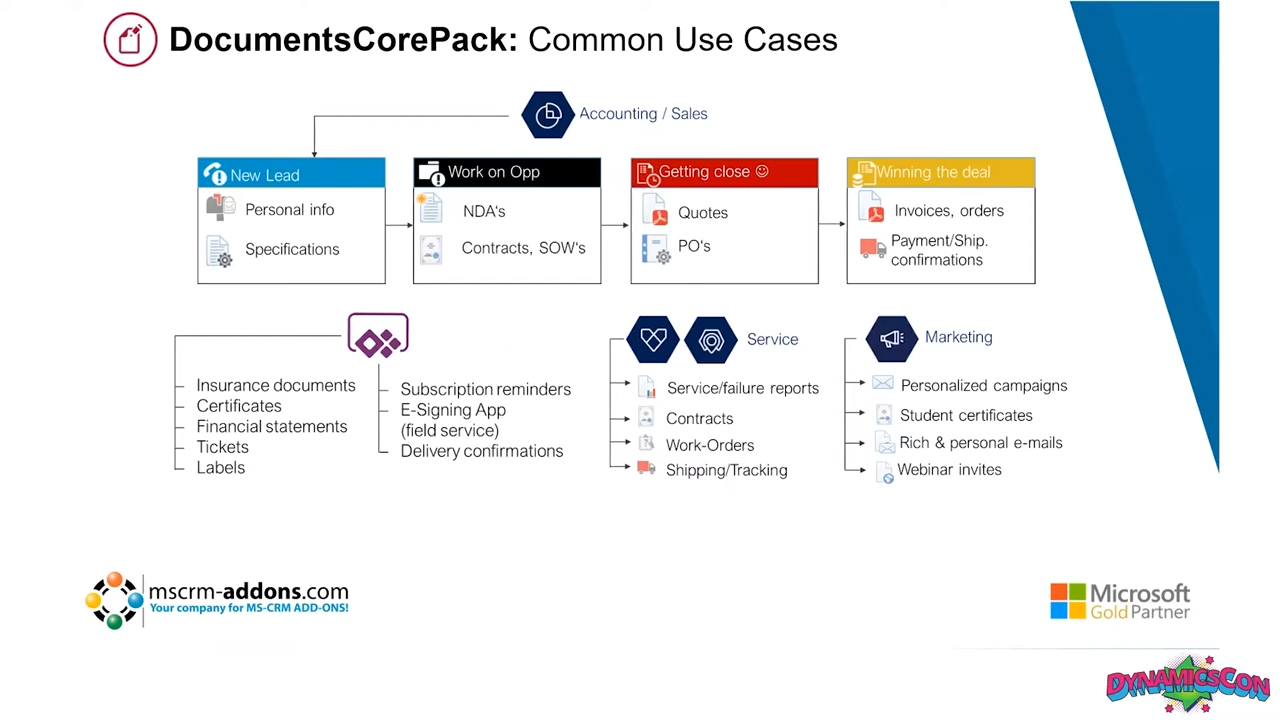 DocumentsCorePack: Common Use Cases
Accounting / Sales
New Lead
Personal info
Specifications
Work on Opp
NDA‘s
Contracts, SOW‘s
Getting close ☺
Quotes
PO‘s
Winning the deal
Invoices, orders
Payment/Ship.
confirmations
Insurance documents
Certificates
Financial statements
Tickets
Labels
Subscription reminders
E-Signing App
(field service)
Delivery confirmations
Service
Service/failure reports
Contracts
Work-Orders
Shipping/Tracking
Marketing
Personalized campaigns
Student certificates
Rich & personal e-mails
Webinar invites
mscrm-addons.com
Your company for MS-CRM ADD-ONS!
Microsoft
Gold Partner
DYNAMICSCON